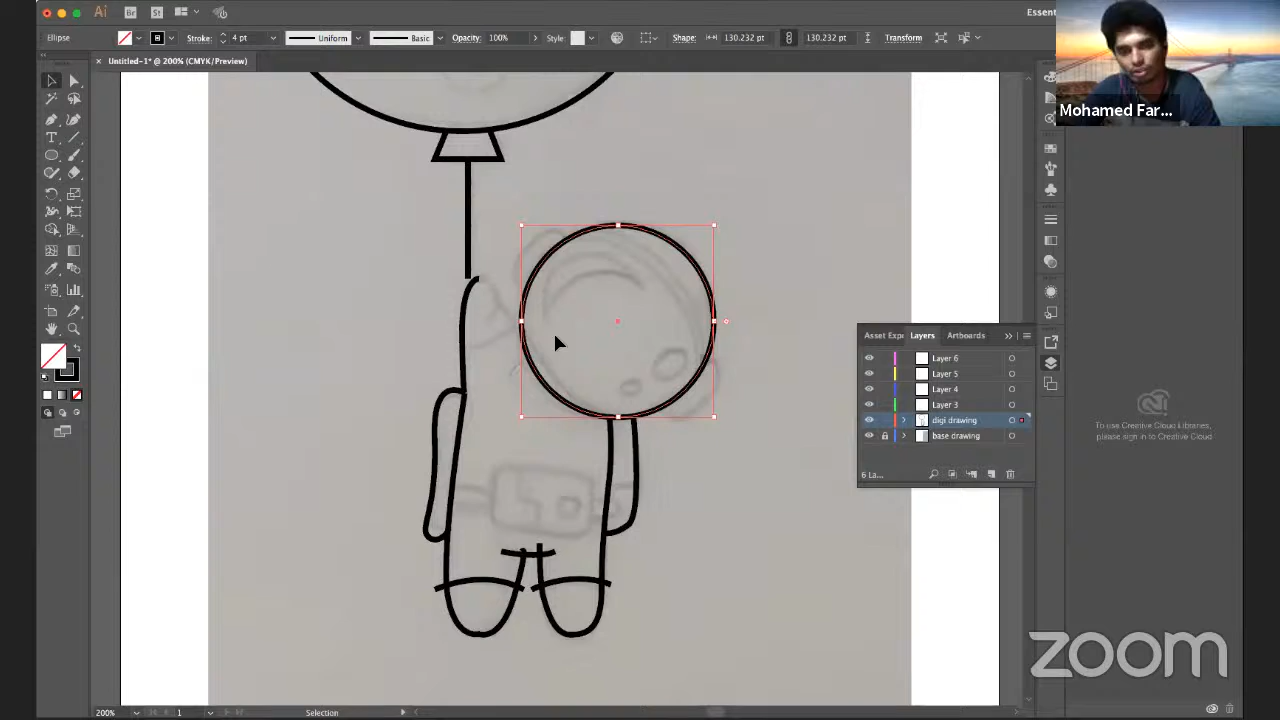 Ai Br St Essent
Ellipse Stroke: 4 pt Uniform Basic Opacity: 100% Style: Shape: 130.232 pt 130.232 pt Transform
× Untitled-1* @ 200% (CMYK/Preview)
Mohamed Far...
Asset Expo Layers Artboards
Layer 6
Layer 5
Layer 4
Layer 3
digi drawing
base drawing
6 La...
To use Creative Cloud Libraries,
please sign in to Creative Cloud
zoom
200% 1 Selection